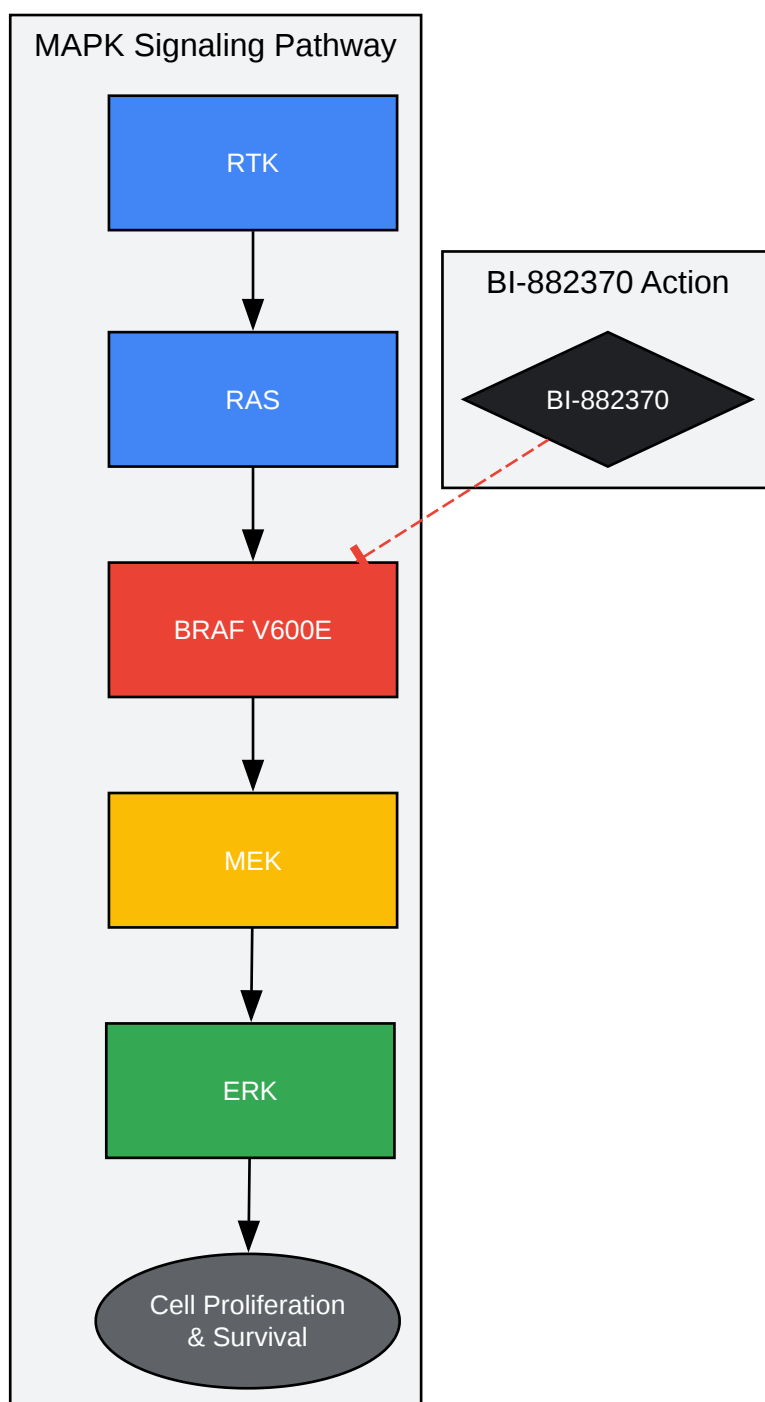 MAPK Signaling Pathway
RTK
BI-882370 Action
RAS
BI-882370
BRAF V600E
MEK
ERK
Cell Proliferation
& Survival